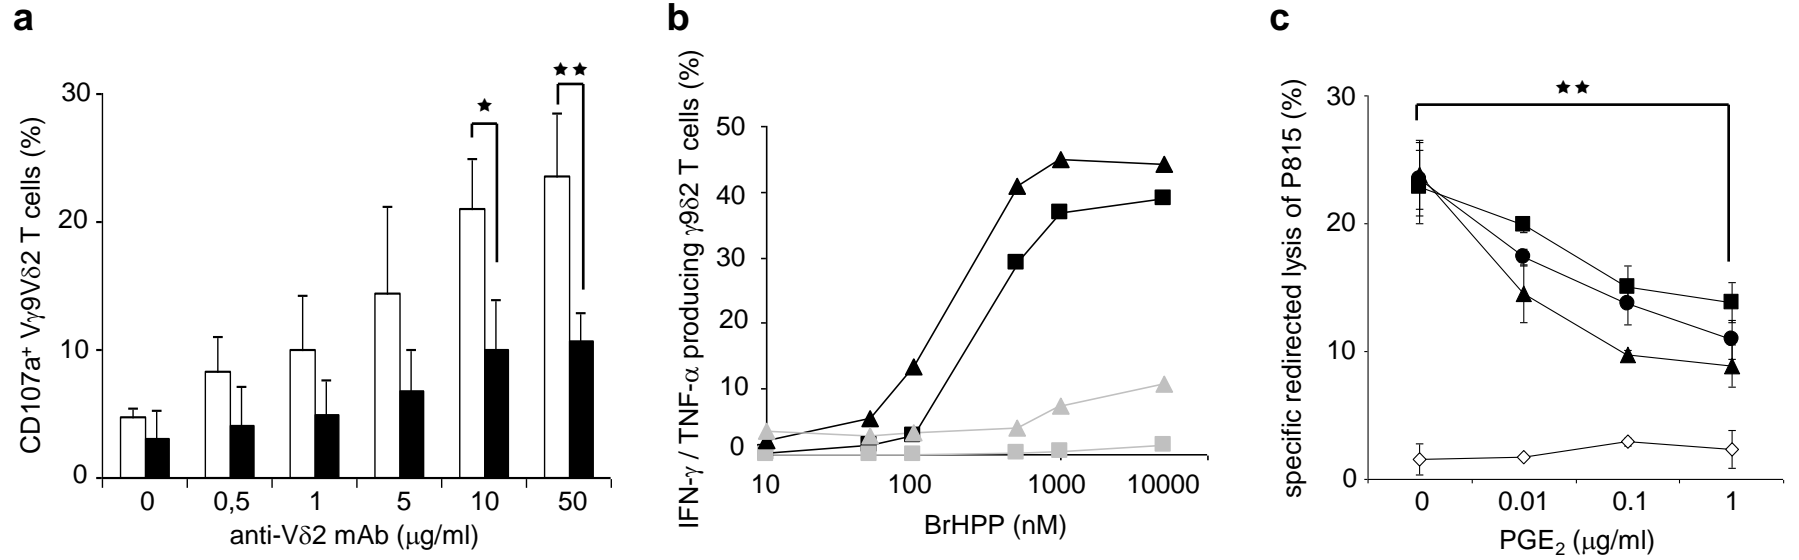 a
CD107a⁺ Vγ9Vδ2 T cells (%)
30
20
10
0
★
★★
0 0,5 1 5 10 50
anti-Vδ2 mAb (μg/ml)
b
IFN-γ / TNF-α producing γ9δ2 T cells (%)
50
40
30
20
10
0
10 100 1000 10000
BrHPP (nM)
c
specific redirected lysis of P815 (%)
30
20
10
0
★★
0 0.01 0.1 1
PGE₂ (μg/ml)